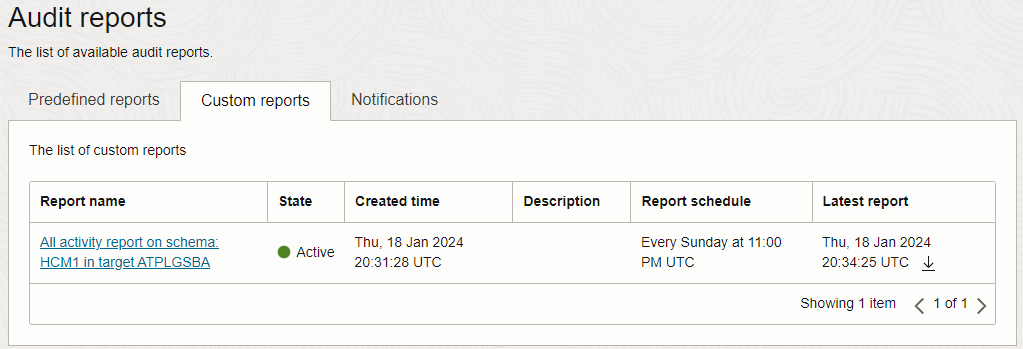 Audit reports
The list of available audit reports.
Predefined reports Custom reports Notifications
The list of custom reports
Report name State Created time Description Report schedule Latest report
All activity report on schema: Thu, 18 Jan 2024 Every Sunday at 11:00 Thu, 18 Jan 2024
Active
HCM1 in target ATPLGSBA 20:31:28 UTC PM UTC 20:34:25 UTC
Showing 1 item 1 of 1